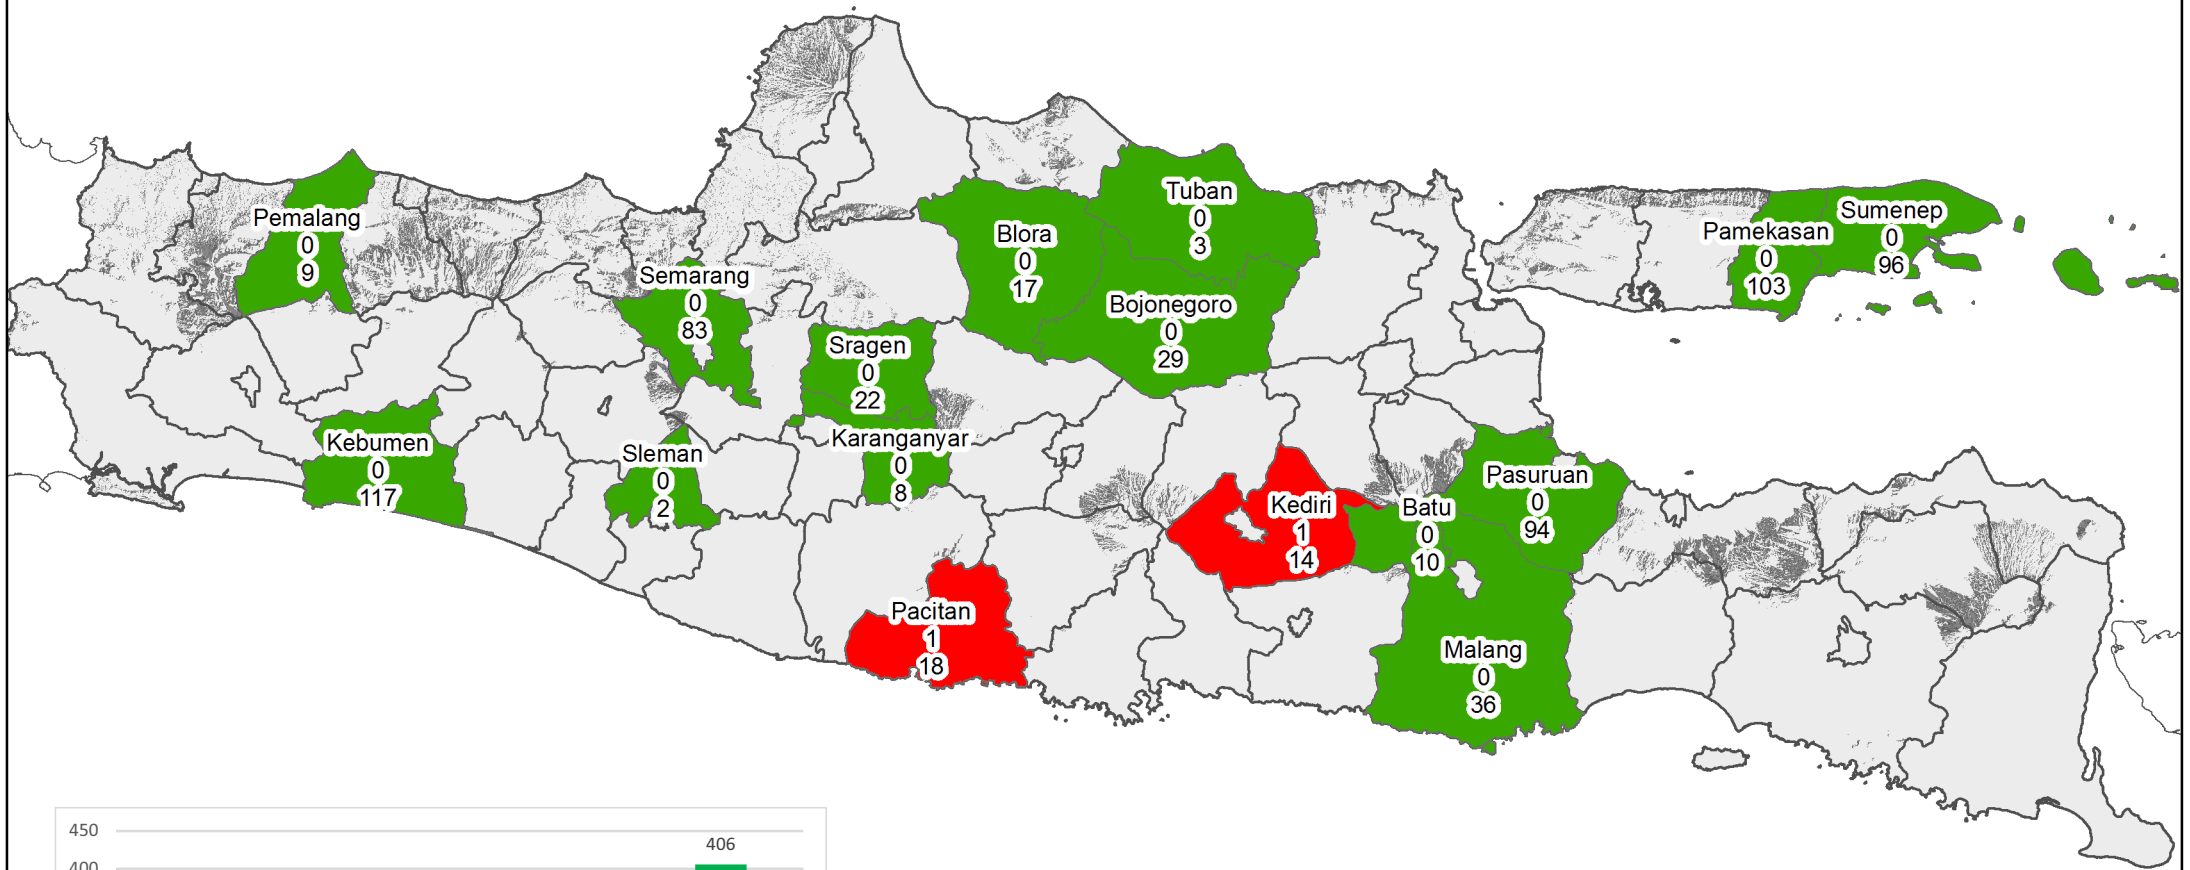 Pemalang
0
9
Semarang
0
83
Blora
0
17
Tuban
0
3
Bojonegoro
0
29
Pamekasan
0
103
Sumenep
0
96
Sragen
0
22
Kebumen
0
117
Sleman
0
2
Karanganyar
0
8
Kediri
1
14
Batu
0
10
Pasuruan
0
94
Pacitan
1
18
Malang
0
36
450
406
400